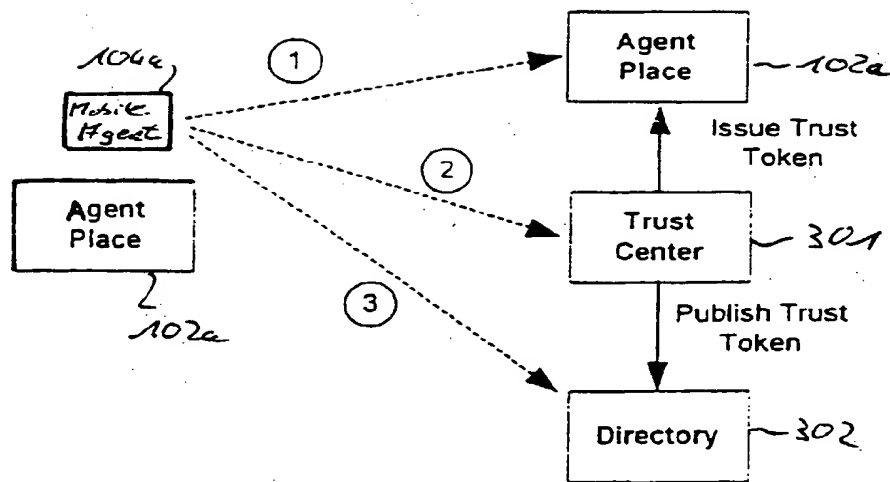 104a
1
Agent
Place
102a
Mobile
Agent
Issue Trust
Token
2
Agent
Place
Trust
Center
301
3
102a
Publish Trust
Token
Directory
302